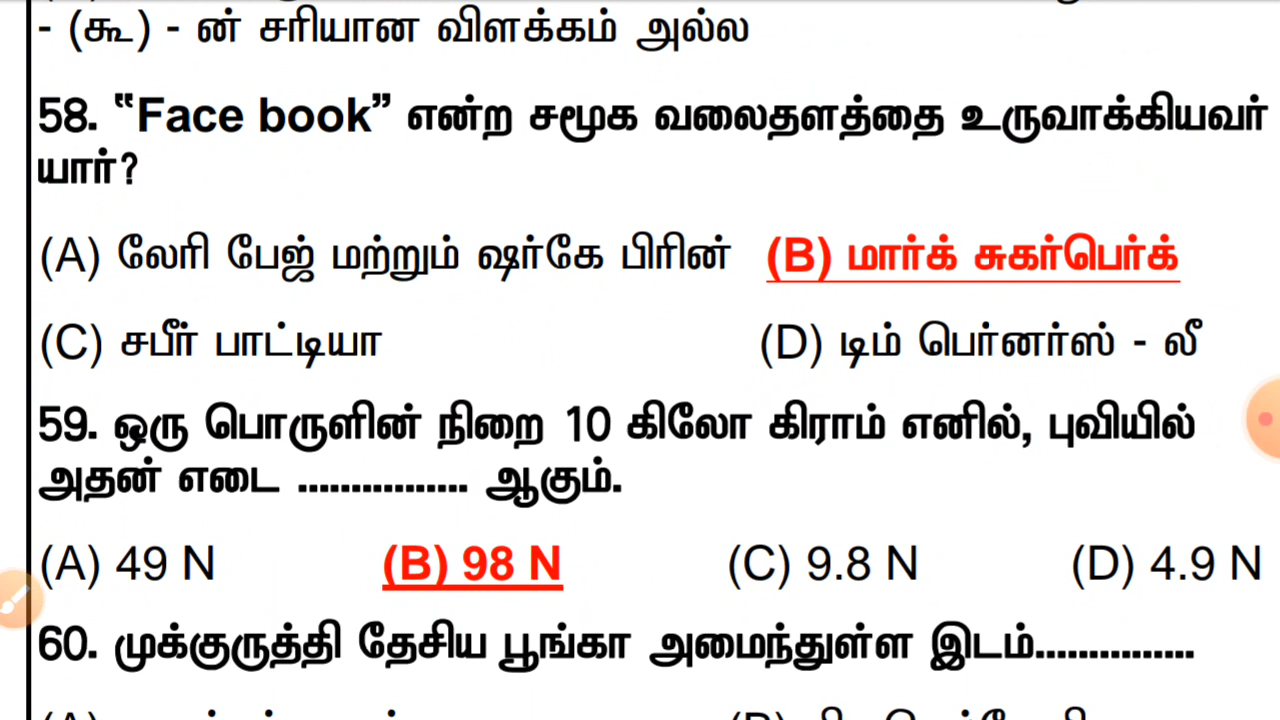 - (கூ) - ன் சரியான விளக்கம் அல்ல
58. “Face book” என்ற சமூக வலைதளத்தை உருவாக்கியவர்
யார்?
(A) லேரி பேஜ் மற்றும் ஷர்கே பிரின் (B) மார்க் சுகர்பெர்க்
(C) சபீர் பாட்டியா (D) டிம் பெர்னர்ஸ் - லீ
59. ஒரு பொருளின் நிறை 10 கிலோ கிராம் எனில், புவியில்
அதன் எடை ................ ஆகும்.
(A) 49 N (B) 98 N (C) 9.8 N (D) 4.9 N
60. முக்குருத்தி தேசிய பூங்கா அமைந்துள்ள இடம்...............